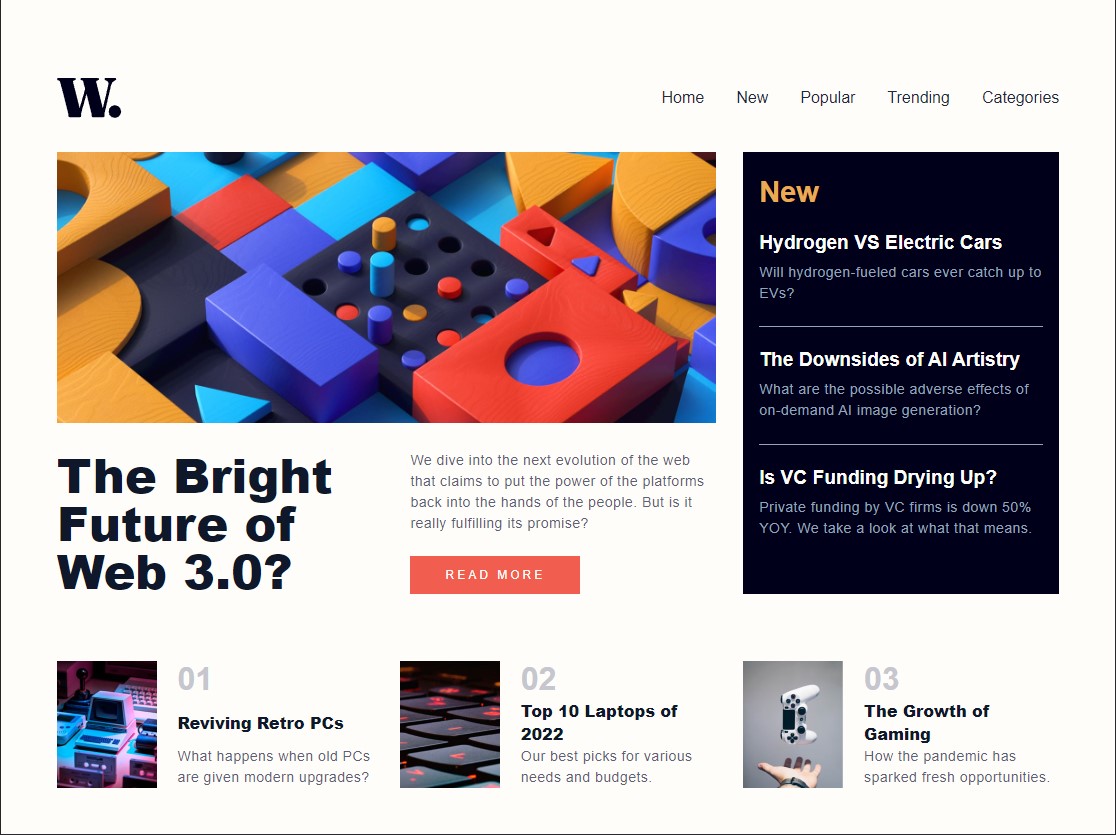 W.
Home New Popular Trending Categories
New
Hydrogen VS Electric Cars
Will hydrogen-fueled cars ever catch up to
EVs?
The Downsides of AI Artistry
What are the possible adverse effects of
on-demand AI image generation?
Is VC Funding Drying Up?
Private funding by VC firms is down 50%
YOY. We take a look at what that means.
The Bright
Future of
Web 3.0?
We dive into the next evolution of the web
that claims to put the power of the platforms
back into the hands of the people. But is it
really fulfilling its promise?
READ MORE
01
Reviving Retro PCs
What happens when old PCs
are given modern upgrades?
02
Top 10 Laptops of
2022
Our best picks for various
needs and budgets.
03
The Growth of
Gaming
How the pandemic has
sparked fresh opportunities.